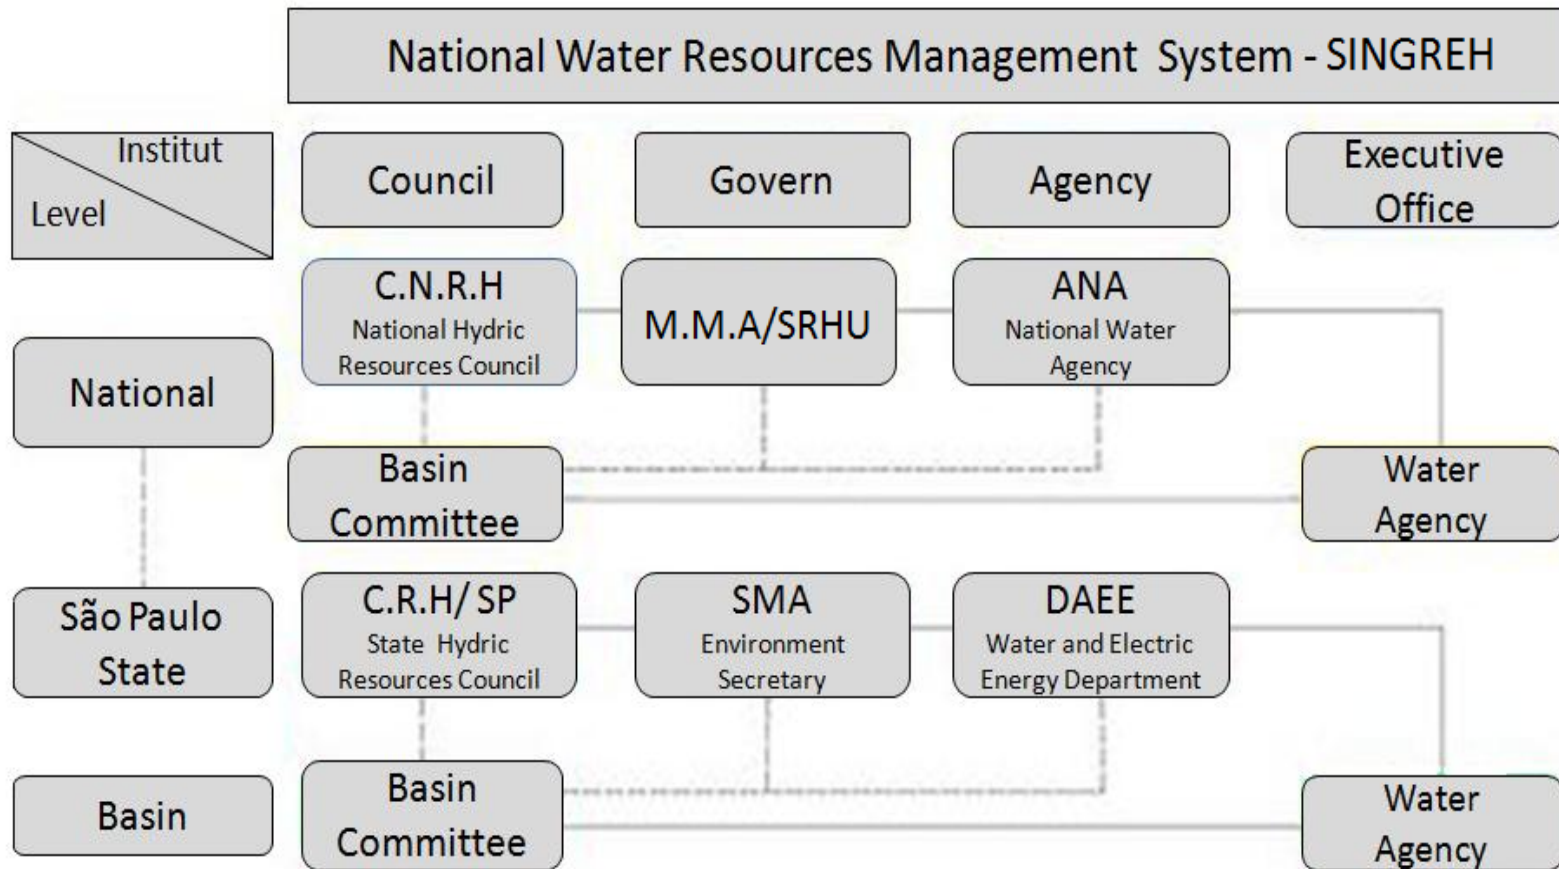 National Water Resources Management System - SINGREH
Institut
Level
Council
Govern
Agency
Executive
Office
National
C.N.R.H
National Hydric
Resources Council
M.M.A/SRHU
ANA
National Water
Agency
Basin
Committee
Water
Agency
São Paulo
State
C.R.H/ SP
State Hydric
Resources Council
SMA
Environment
Secretary
DAEE
Water and Electric
Energy Department
Basin
Basin
Committee
Water
Agency